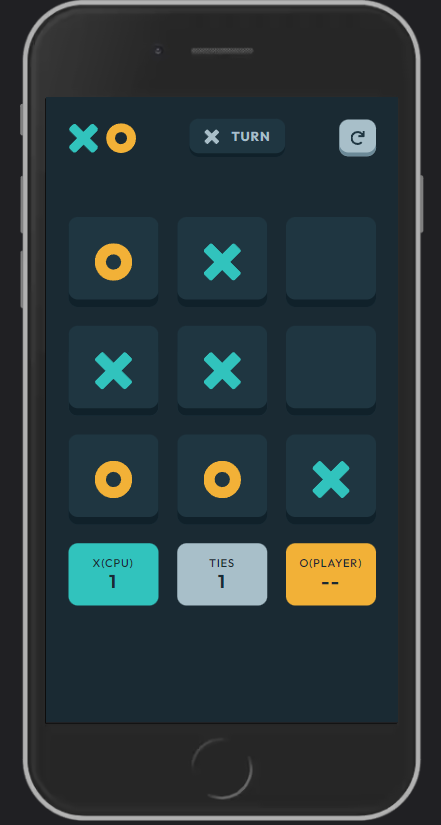 TURN
X(CPU)
1
TIES
1
O(PLAYER)
--